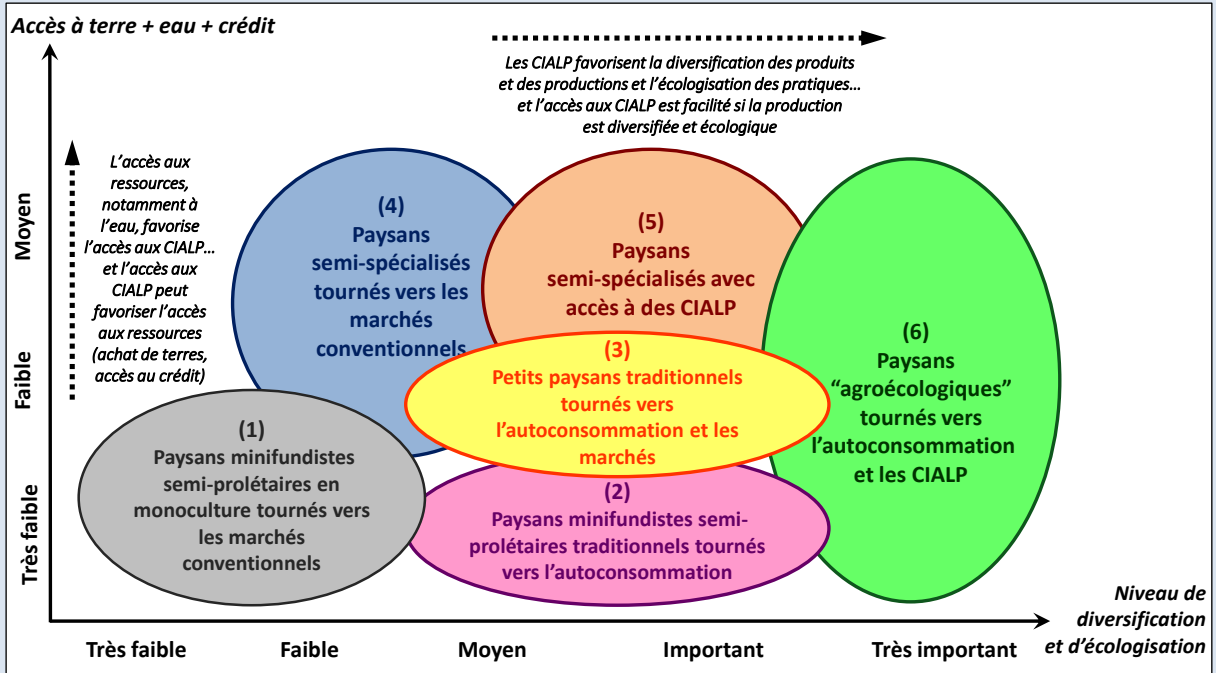 Accès à terre + eau + crédit
Les CIALP favorisent la diversification des produits
et des productions et l'écologisation des pratiques…
et l'accès aux CIALP est facilité si la production
est diversifiée et écologique
L'accès aux
ressources,
notamment à
l'eau, favorise
l'accès aux CIALP…
et l'accès aux
CIALP peut
favoriser l'accès
aux ressources
(achat de terres,
accès au crédit)
Moyen
Faible
Très faible
(4)
Paysans
semi-spécialisés
tournés vers les
marchés
conventionnels
(5)
Paysans
semi-spécialisés avec
accès à des CIALP
(3)
Petits paysans traditionnels
tournés vers
l'autoconsommation et les
marchés
(6)
Paysans
“agroécologiques”
tournés vers
l'autoconsommation
et les CIALP
(1)
Paysans minifundistes
semi-prolétaires en
monoculture tournés vers
les marchés
conventionnels
(2)
Paysans minifundistes semi-
prolétaires traditionnels tournés
vers l'autoconsommation
Très faible
Faible
Moyen
Important
Très important
Niveau de
diversification
et d'écologisation